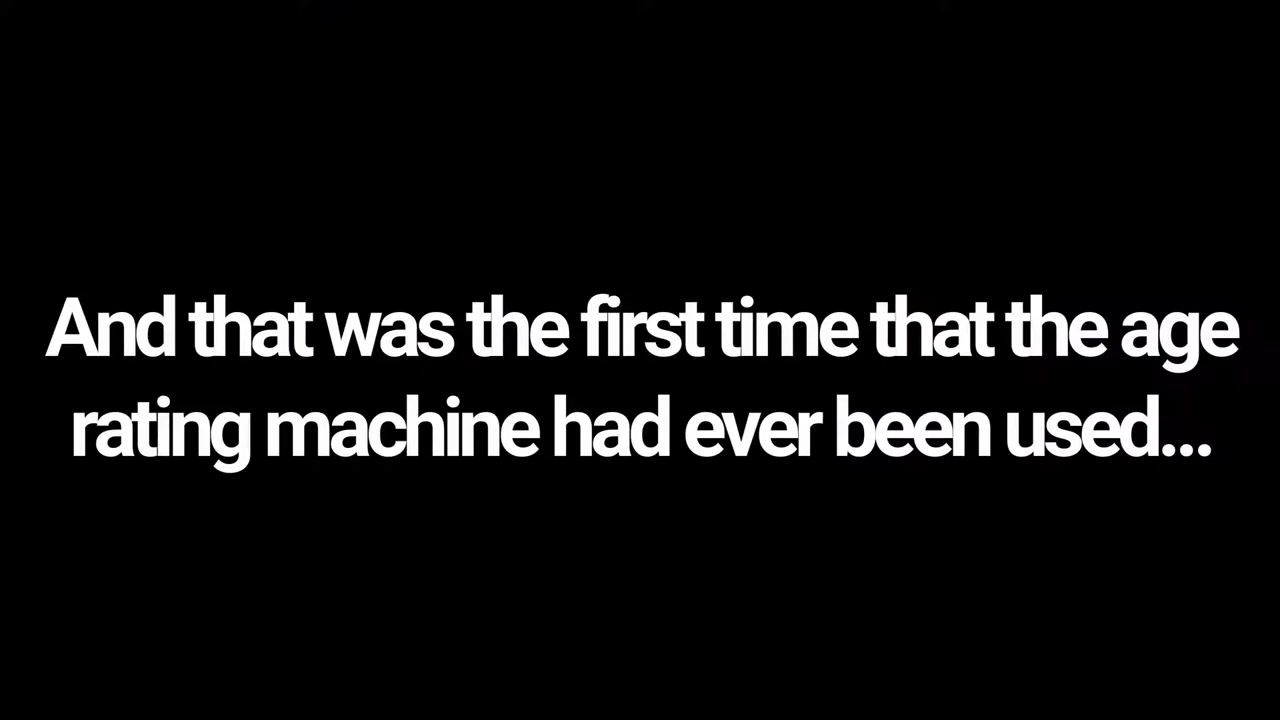 And that was the first time that the age
rating machine had ever been used...